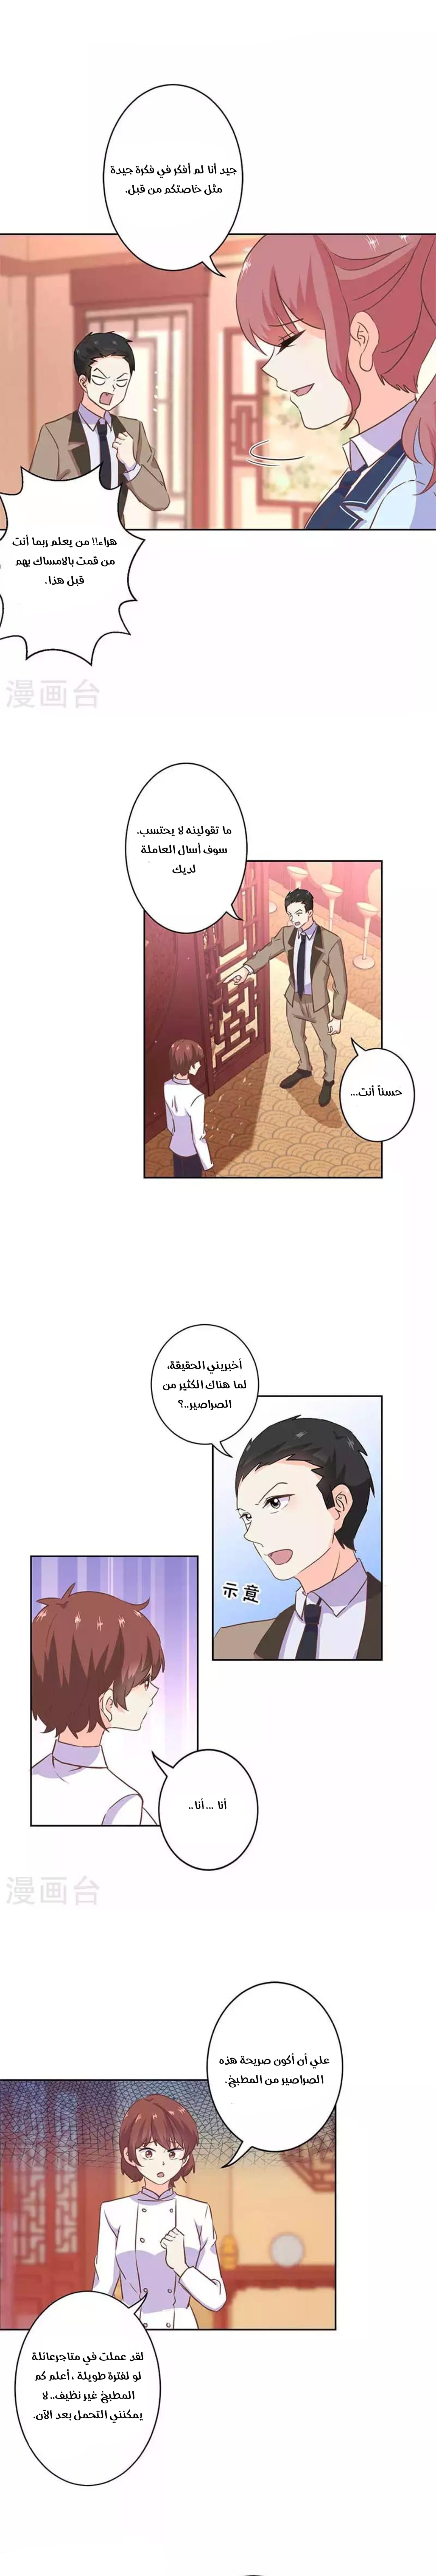 جيد أنا لم أفكر في فكرة جيدة
مثل خاصتكم من قبل.
هراء!! من يعلم ربما أنت
من قمت بالامساك بهم
قبل هذا.
漫画台
ما تقولينه لا يحتسب.
سوف أسأل العاملة
لديك
حسناً أنت...
أخبريني الحقيقة،
لما هناك الكثير من
الصراصير..؟
示意
أنا ...أنا..
漫画台
علي أن أكون صريحة هذه
الصراصير من المطبخ.
لقد عملت في متاجرعائلة
لو لفترة طويلة ، أعلم كم
المطبخ غير نظيف.. لا
يمكنني التحمل بعد الآن.